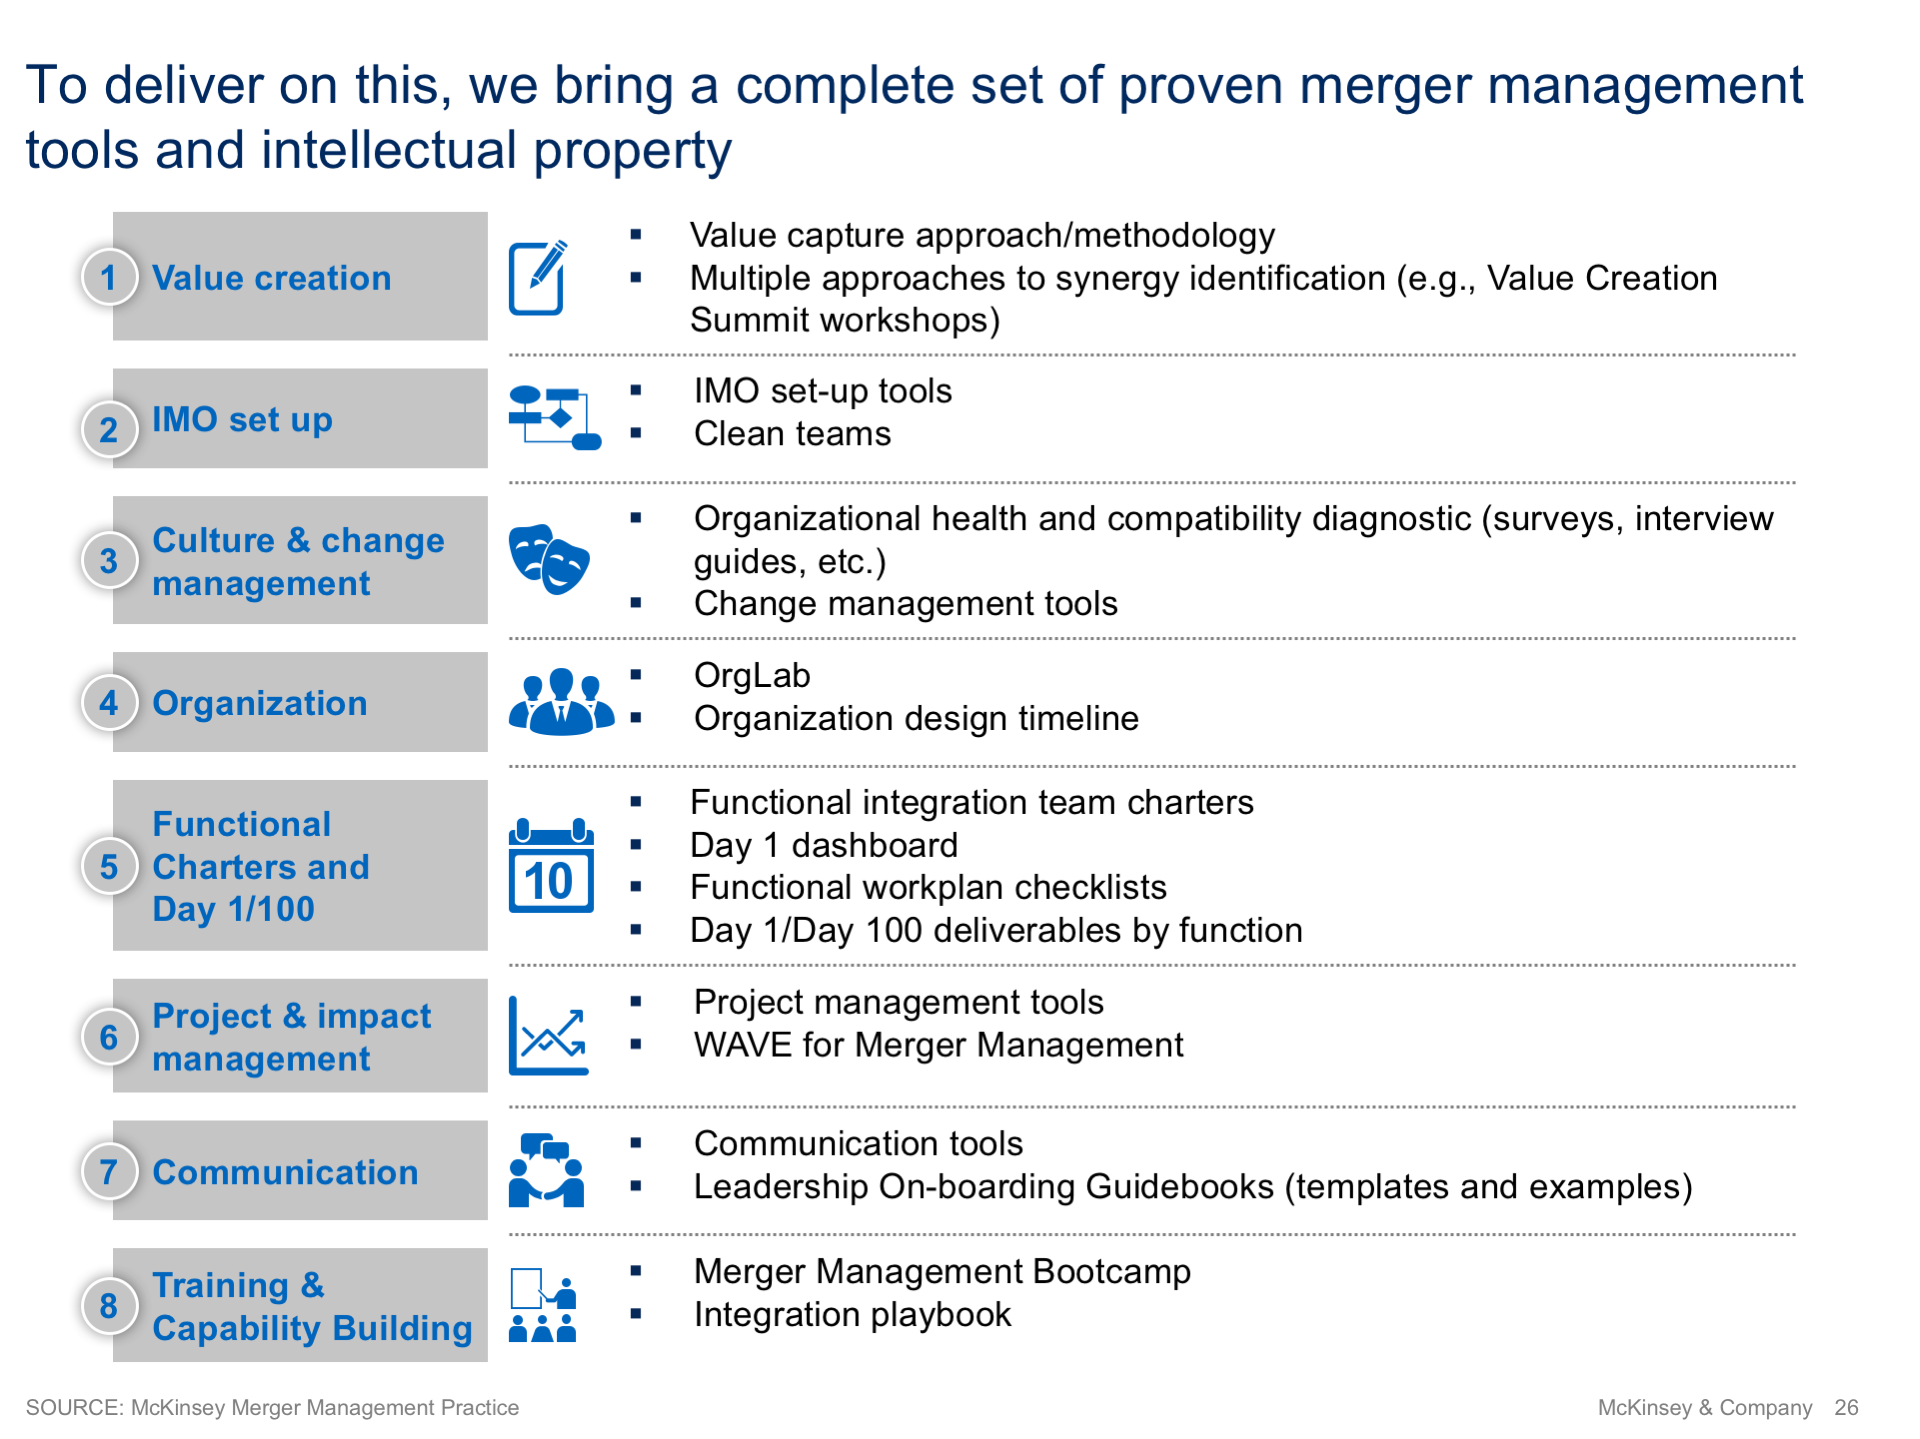 To deliver on this, we bring a complete set of proven merger management
tools and intellectual property
1 Value creation
▪ Value capture approach/methodology
▪ Multiple approaches to synergy identification (e.g., Value Creation
Summit workshops)
2 IMO set up
▪ IMO set-up tools
▪ Clean teams
3 Culture & change
management
▪ Organizational health and compatibility diagnostic (surveys, interview
guides, etc.)
▪ Change management tools
4 Organization
▪ OrgLab
▪ Organization design timeline
5 Functional
Charters and
Day 1/100
10
▪ Functional integration team charters
▪ Day 1 dashboard
▪ Functional workplan checklists
▪ Day 1/Day 100 deliverables by function
6 Project & impact
management
▪ Project management tools
▪ WAVE for Merger Management
7 Communication
▪ Communication tools
▪ Leadership On-boarding Guidebooks (templates and examples)
8 Training &
Capability Building
▪ Merger Management Bootcamp
▪ Integration playbook
SOURCE: McKinsey Merger Management Practice
McKinsey & Company 26